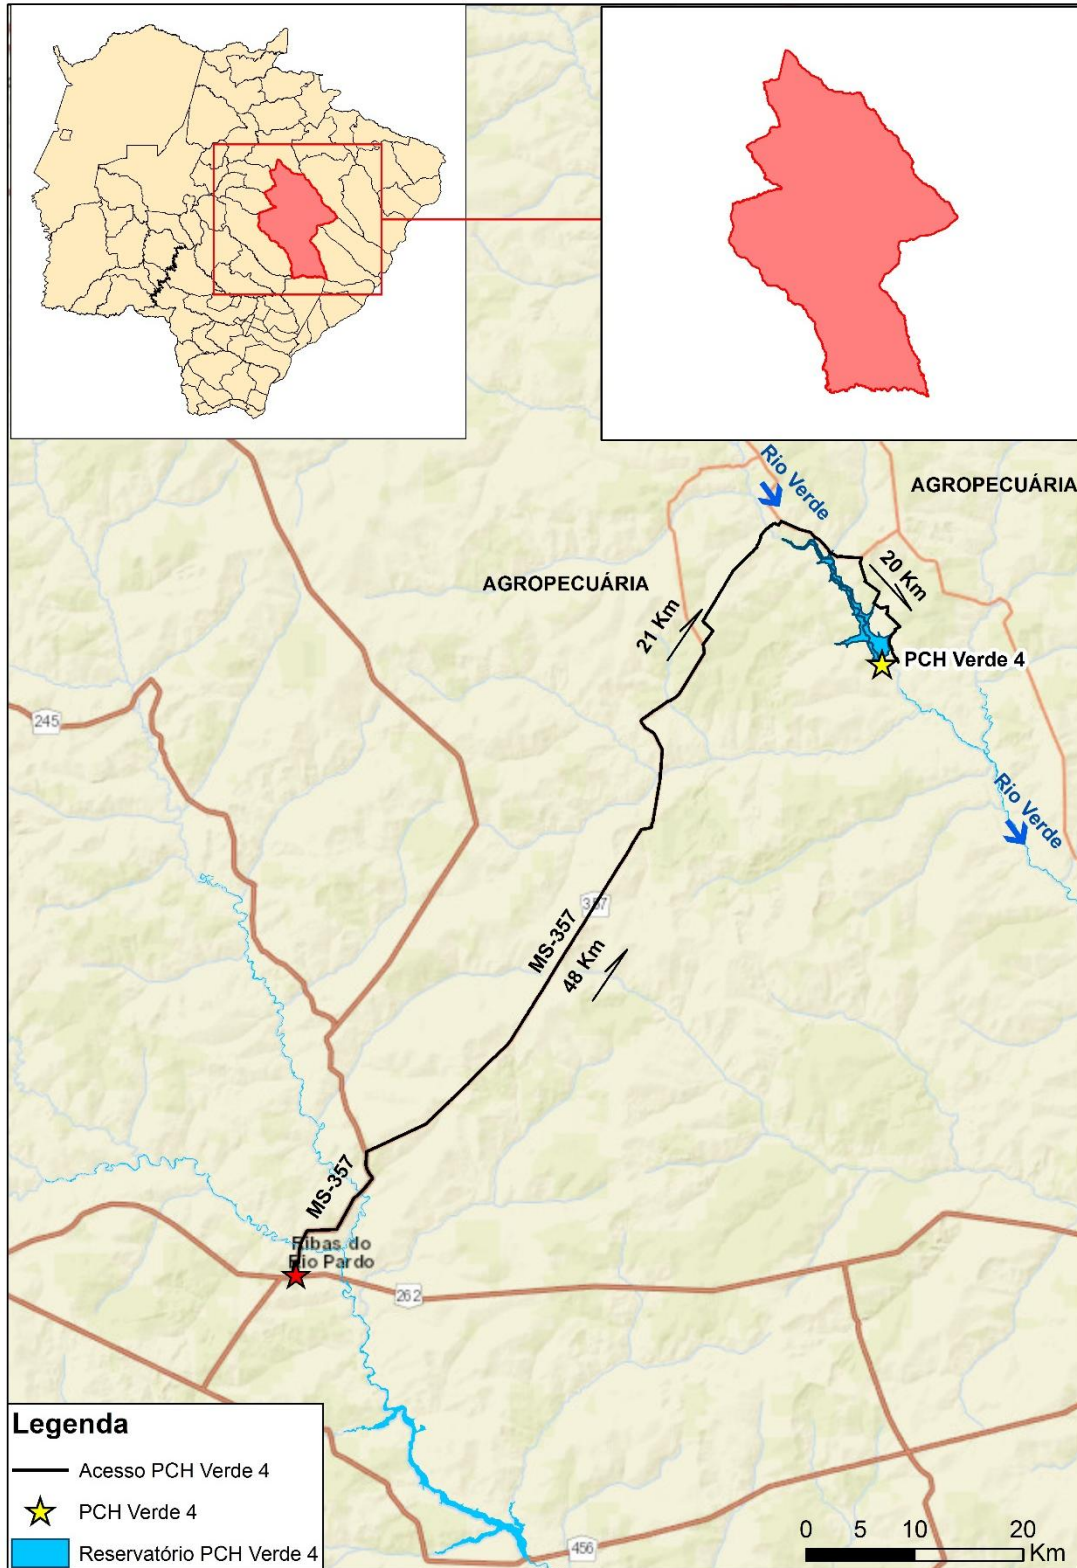 Rio Verde
AGROPECUÁRIA
AGROPECUÁRIA
20 Km
21 Km
PCH Verde 4
245
Rio Verde
357
MS-357
48 Km
MS-357
Ribas do
Rio Pardo
262
Legenda
Acesso PCH Verde 4
PCH Verde 4
Reservatório PCH Verde 4
456
0 5 10 20
Km